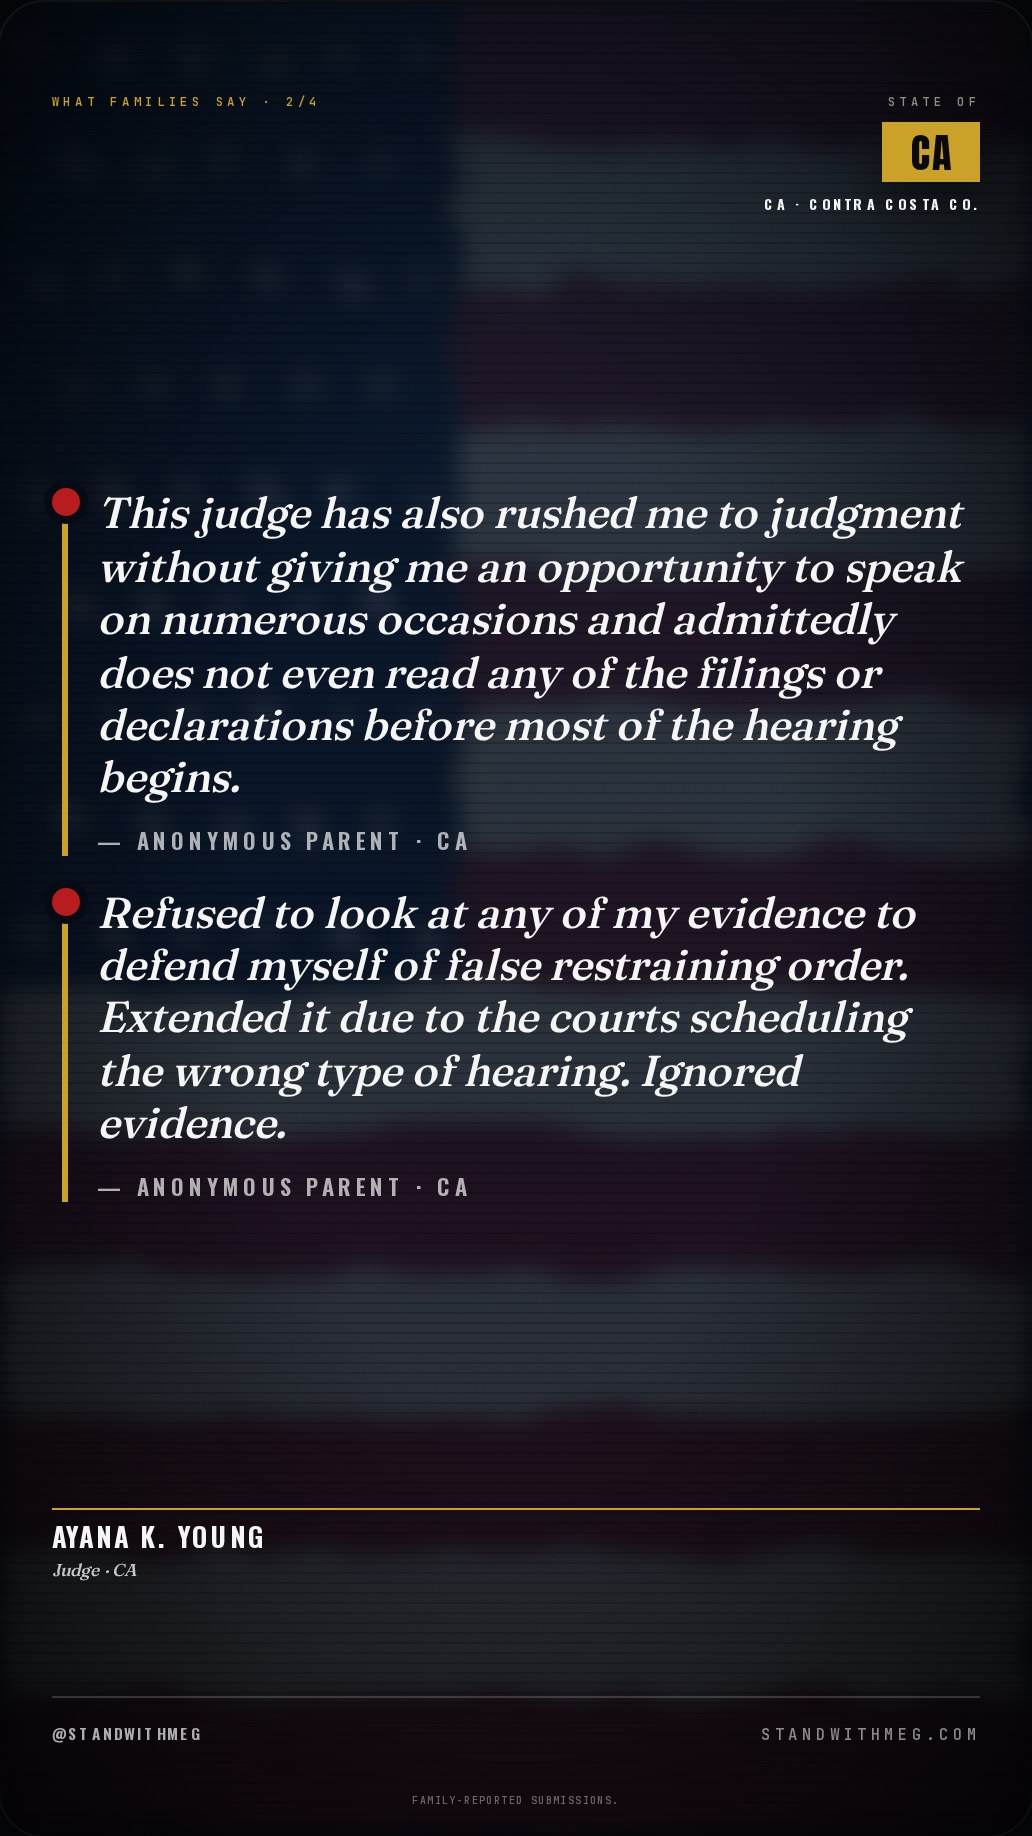 WHAT FAMILIES SAY · 2/4
STATE OF
CA
CA · CONTRA COSTA CO.
This judge has also rushed me to judgment
without giving me an opportunity to speak
on numerous occasions and admittedly
does not even read any of the filings or
declarations before most of the hearing
begins.
— ANONYMOUS PARENT · CA
Refused to look at any of my evidence to
defend myself of false restraining order.
Extended it due to the courts scheduling
the wrong type of hearing. Ignored
evidence.
— ANONYMOUS PARENT · CA
AYANA K. YOUNG
Judge · CA
@STANDWITHMEG
STANDWITHMEG.COM
FAMILY-REPORTED SUBMISSIONS.